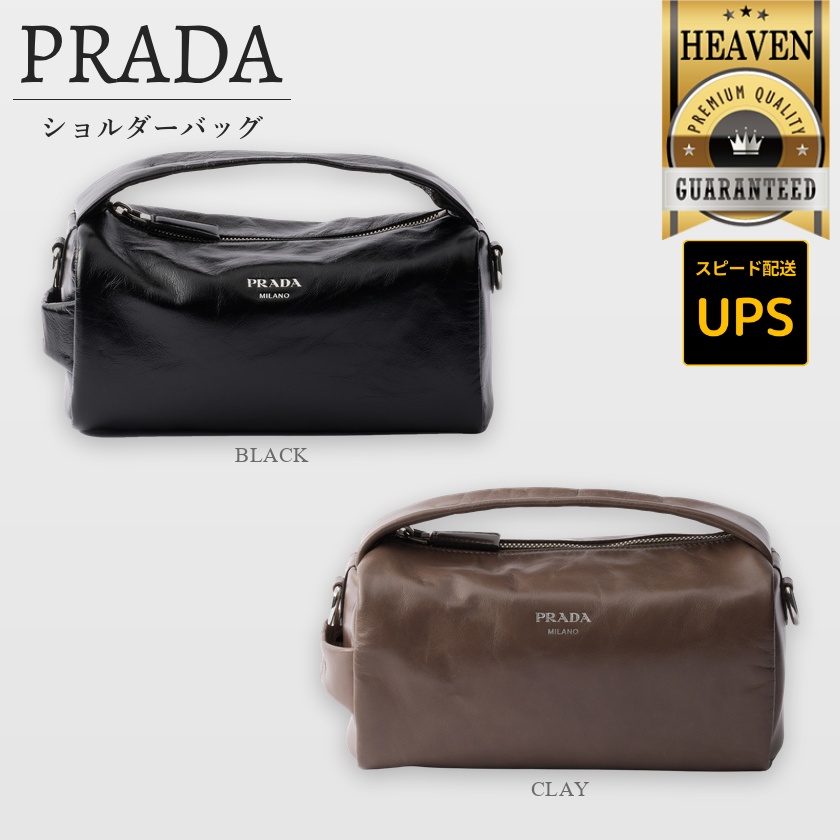 PRADA
ショルダーバッグ
HEAVEN
PREMIUM QUALITY
GUARANTEED
スピード配送
UPS
PRADA
MILANO
BLACK
PRADA
MILANO
CLAY